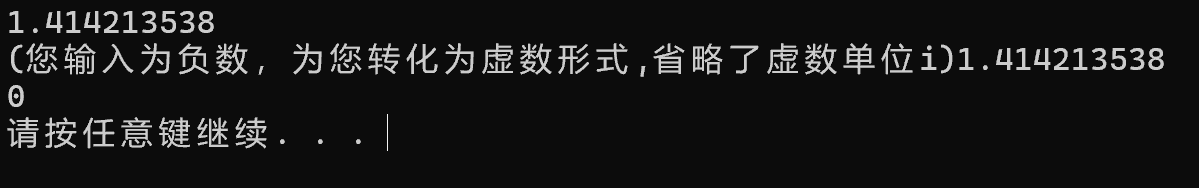 1.414213538
(您输入为负数，为您转化为虚数形式,省略了虚数单位i)1.414213538
0
请按任意键继续. . .